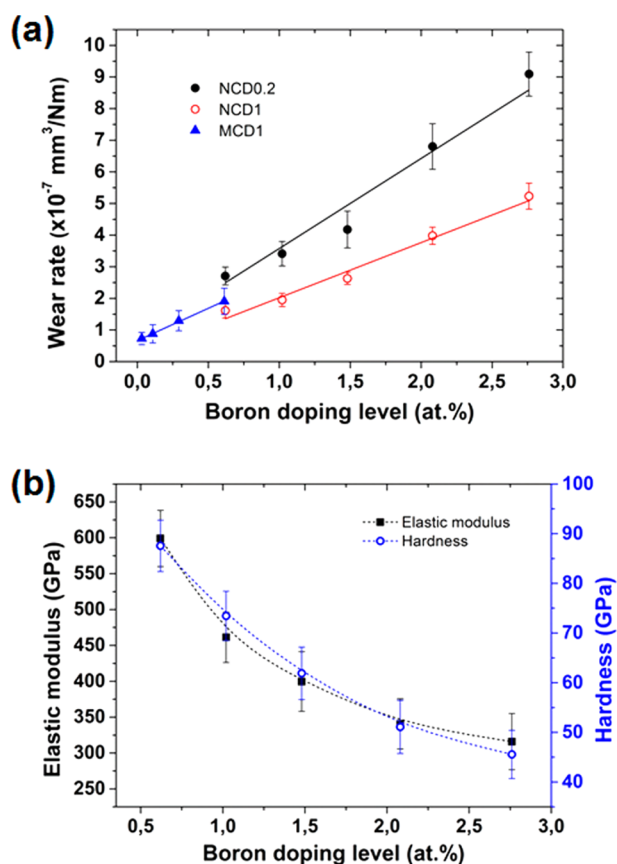 (a)
Wear rate (x10⁻⁷ mm³/Nm)
10
9
8
7
6
5
4
3
2
1
0
NCD0.2
NCD1
MCD1
0,0 0,5 1,0 1,5 2,0 2,5 3,0
Boron doping level (at.%)
(b)
Elastic modulus (GPa)
650
600
550
500
450
400
350
300
250
Elastic modulus
Hardness
100
90
80
70
60
50
40
Hardness (GPa)
0,5 1,0 1,5 2,0 2,5 3,0
Boron doping level (at.%)